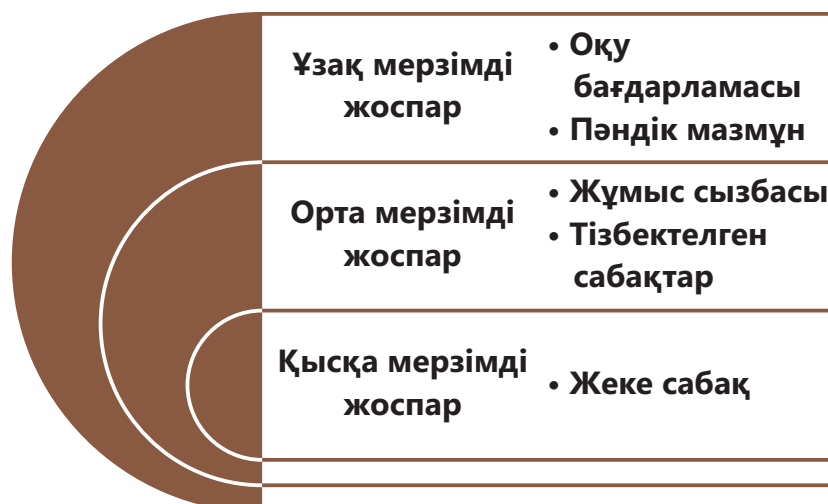 Ұзақ мерзімді
жоспар
• Оқу
бағдарламасы
• Пәндік мазмұн
Орта мерзімді
жоспар
• Жұмыс сызбасы
• Тізбектелген
сабақтар
Қысқа мерзімді
жоспар
• Жеке сабақ